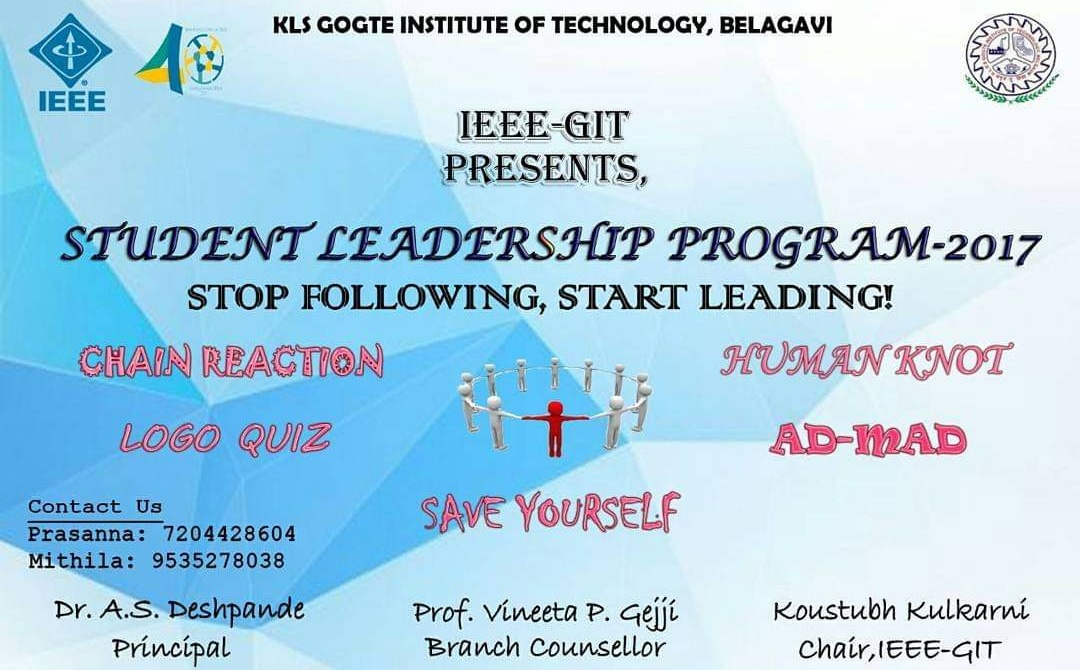 KLS GOGTE INSTITUTE OF TECHNOLOGY, BELAGAVI
IEEE
IEEE-GIT
PRESENTS,
STUDENT LEADERSHIP PROGRAM-2017
STOP FOLLOWING, START LEADING!
CHAIN REACTION
HUMAN KNOT
LOGO QUIZ
AD-MAD
SAVE YOURSELF
Contact Us
Prasanna: 7204428604
Mithila: 9535278038
Dr. A.S. Deshpande
Principal
Prof. Vineeta P. Gejji
Branch Counsellor
Koustubh Kulkarni
Chair,IEEE-GIT